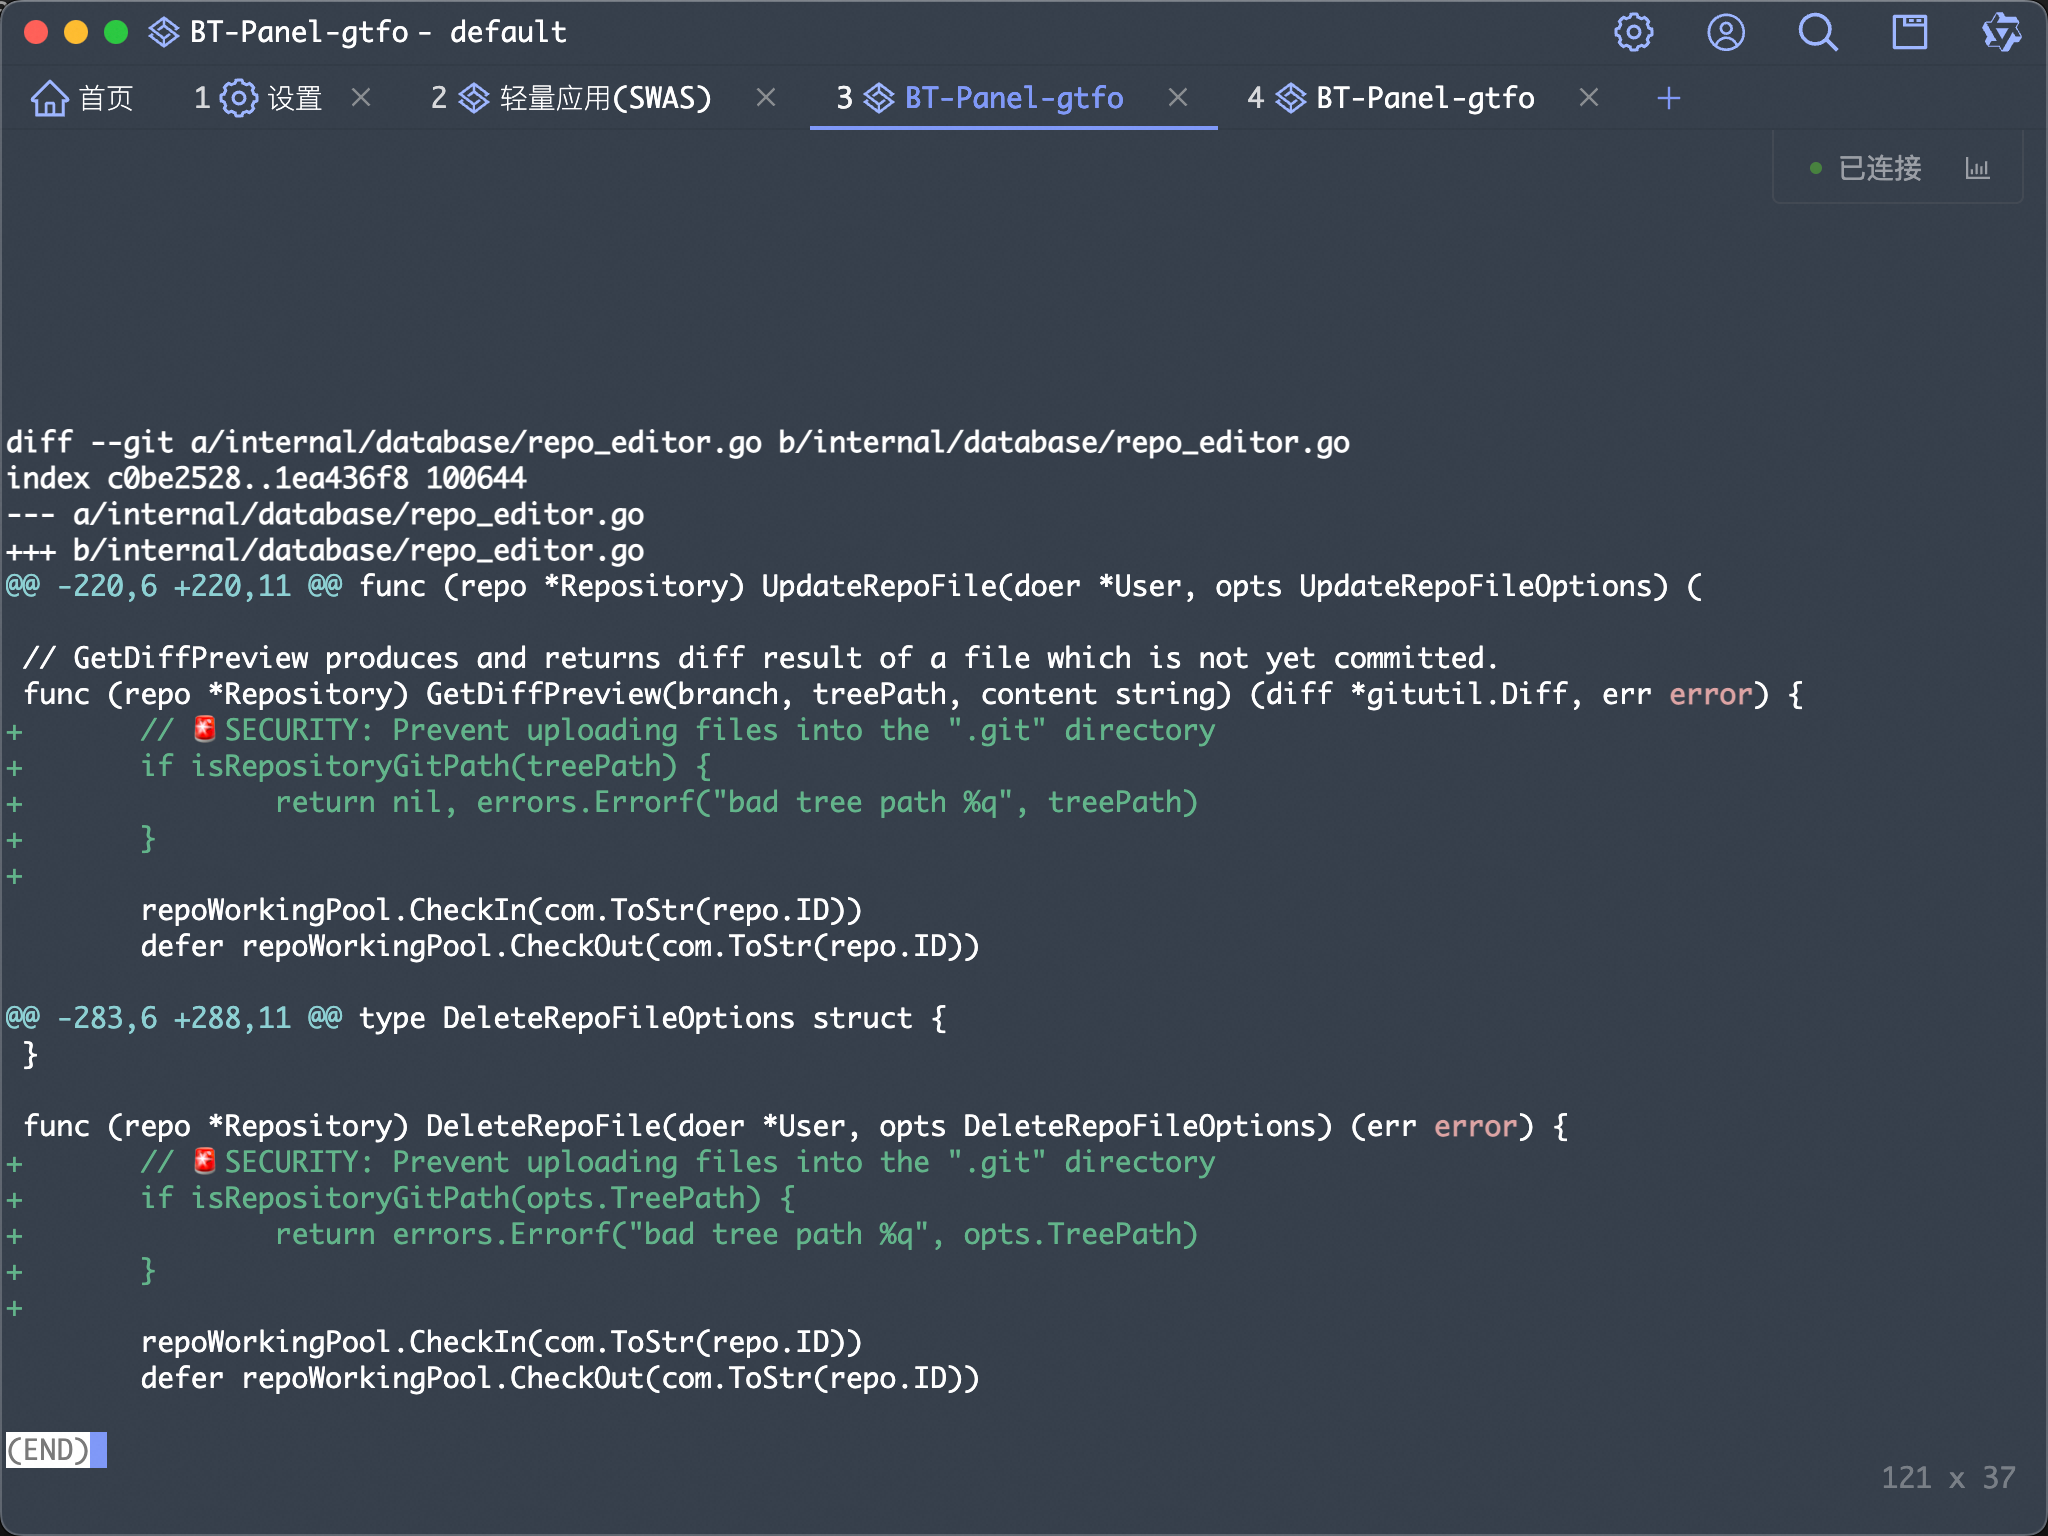 BT-Panel-gtfo - default
首页 1 设置 2 轻量应用(SWAS) 3 BT-Panel-gtfo 4 BT-Panel-gtfo
已连接
diff --git a/internal/database/repo_editor.go b/internal/database/repo_editor.go
index c0be2528..1ea436f8 100644
--- a/internal/database/repo_editor.go
+++ b/internal/database/repo_editor.go
@@ -220,6 +220,11 @@ func (repo *Repository) UpdateRepoFile(doer *User, opts UpdateRepoFileOptions) (
 // GetDiffPreview produces and returns diff result of a file which is not yet committed.
 func (repo *Repository) GetDiffPreview(branch, treePath, content string) (diff *gitutil.Diff, err error) {
+       // 🚨 SECURITY: Prevent uploading files into the ".git" directory
+       if isRepositoryGitPath(treePath) {
+               return nil, errors.Errorf("bad tree path %q", treePath)
+       }
+
        repoWorkingPool.CheckIn(com.ToStr(repo.ID))
        defer repoWorkingPool.CheckOut(com.ToStr(repo.ID))
@@ -283,6 +288,11 @@ type DeleteRepoFileOptions struct {
 }
 func (repo *Repository) DeleteRepoFile(doer *User, opts DeleteRepoFileOptions) (err error) {
+       // 🚨 SECURITY: Prevent uploading files into the ".git" directory
+       if isRepositoryGitPath(opts.TreePath) {
+               return errors.Errorf("bad tree path %q", opts.TreePath)
+       }
+
        repoWorkingPool.CheckIn(com.ToStr(repo.ID))
        defer repoWorkingPool.CheckOut(com.ToStr(repo.ID))
(END)
121 x 37